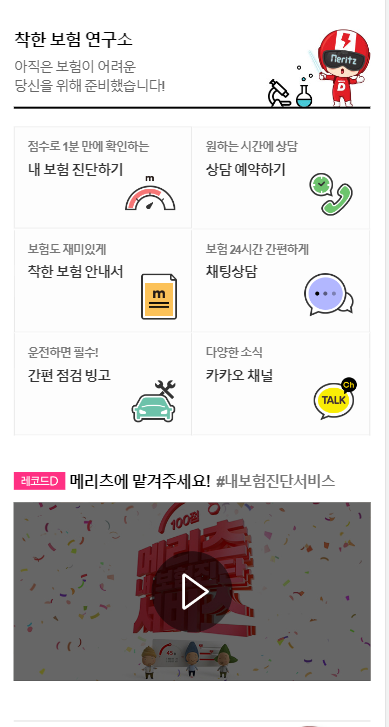 착한 보험 연구소
아직은 보험이 어려운
당신을 위해 준비했습니다!
meritz
D
점수로 1분 만에 확인하는
내 보험 진단하기
m
원하는 시간에 상담
상담 예약하기
보험도 재미있게
착한 보험 안내서
m
보험 24시간 간편하게
채팅상담
운전하면 필수!
간편 점검 빙고
다양한 소식
카카오 채널
Ch
TALK
레코드D 메리츠에 맡겨주세요! #내보험진단서비스
100점
메리츠